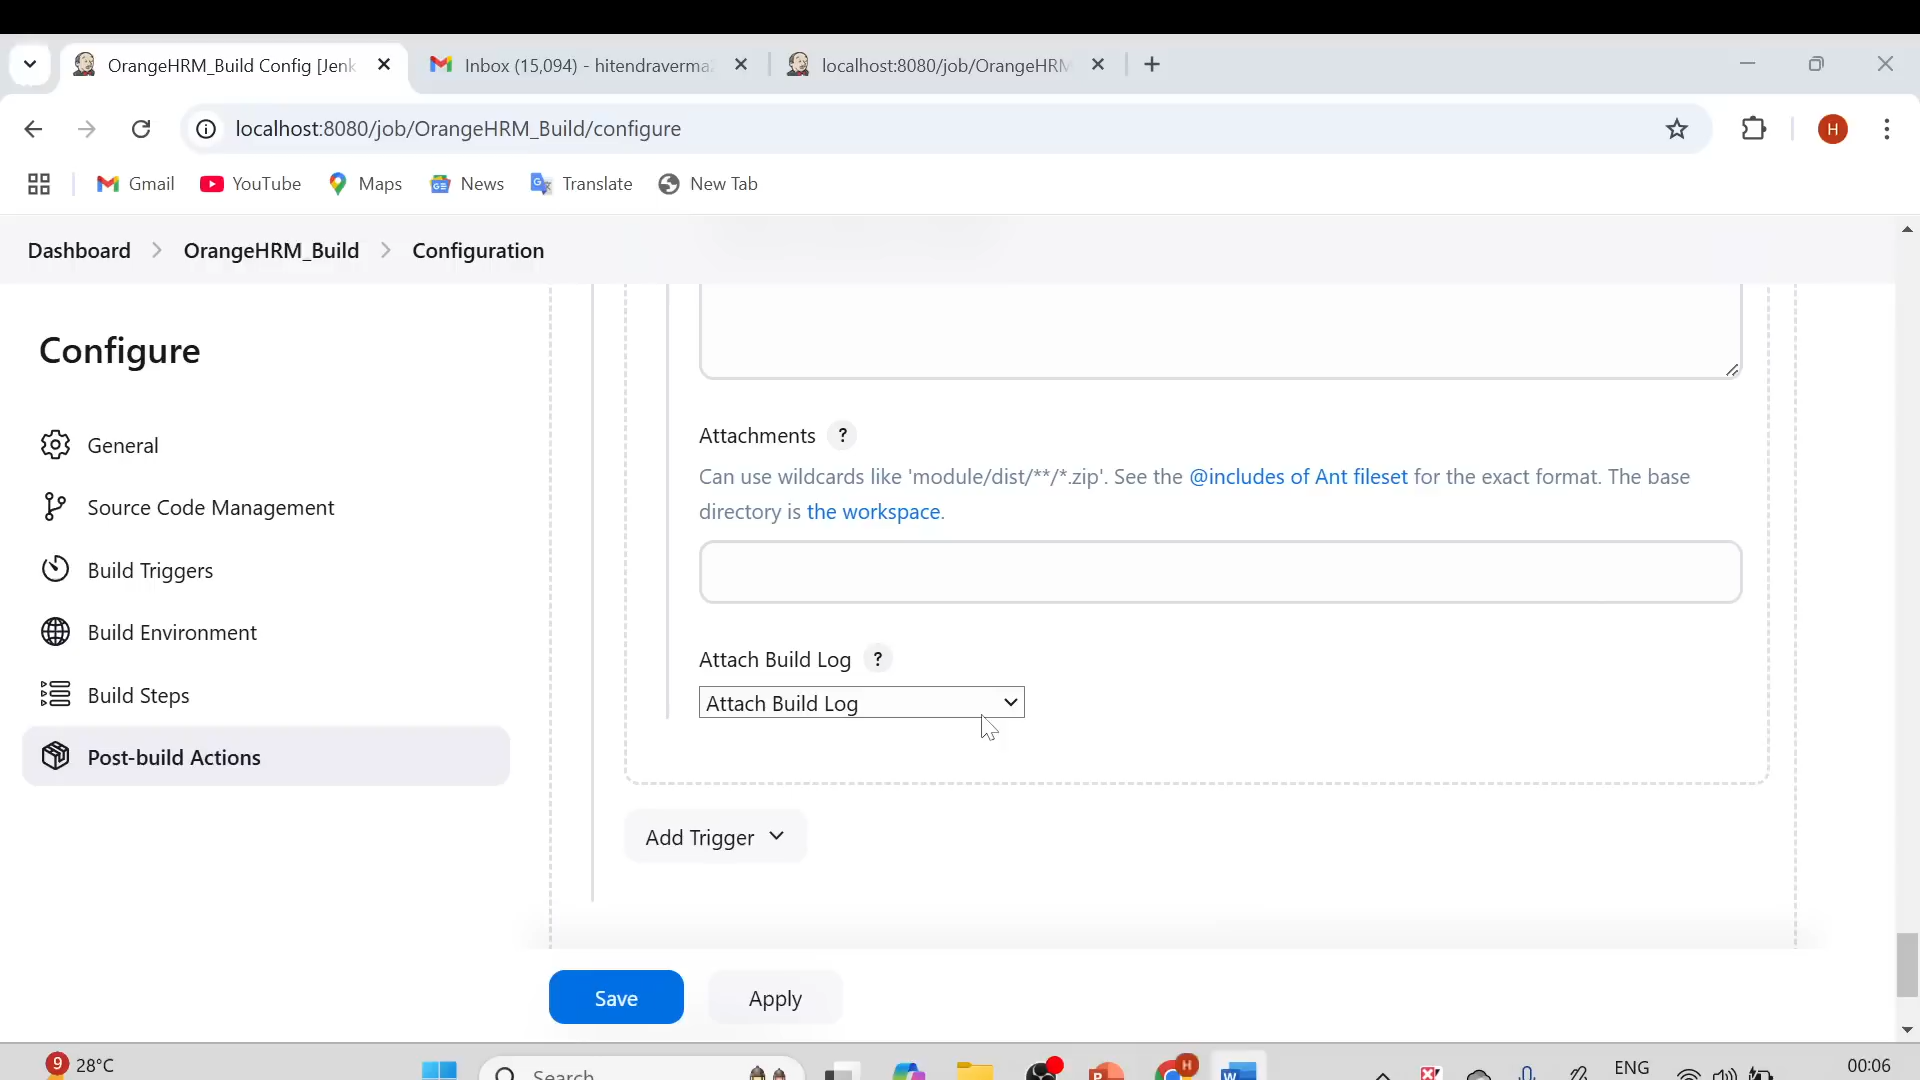 OrangeHRM_Build Config [Jenk
Inbox (15,094) - hitendraverma
localhost:8080/job/OrangeHRM
localhost:8080/job/OrangeHRM_Build/configure
H
Gmail
YouTube
Maps
News
Translate
New Tab
Dashboard
OrangeHRM_Build
Configuration
Configure
General
Source Code Management
Build Triggers
Build Environment
Build Steps
Post-build Actions
Attachments ?
Can use wildcards like 'module/dist/**/*.zip'. See the @includes of Ant fileset for the exact format. The base
directory is the workspace.
Attach Build Log ?
Attach Build Log
Add Trigger
Save
Apply
9 28°C
Search
P
H
W
ENG
00:06